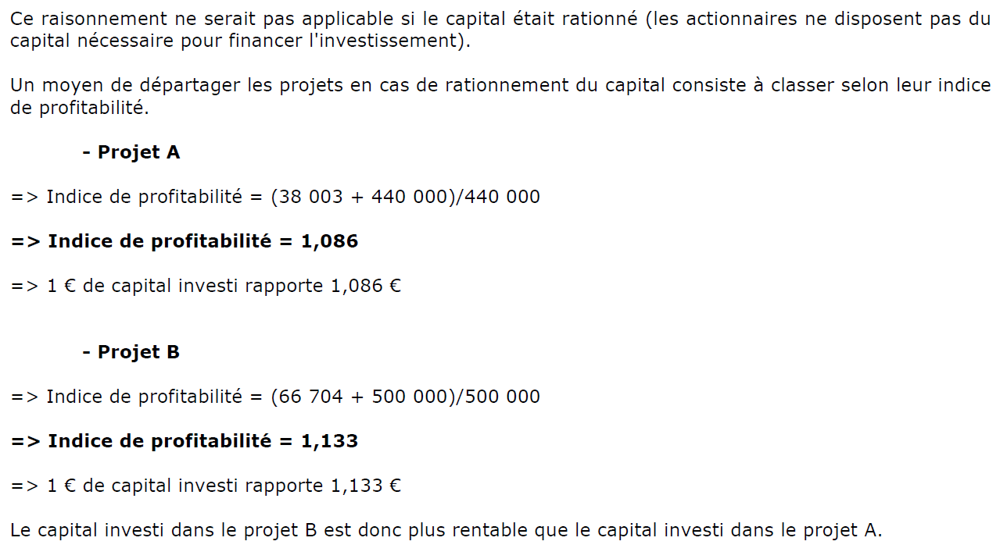 Ce raisonnement ne serait pas applicable si le capital était rationné (les actionnaires ne disposent pas du
capital nécessaire pour financer l'investissement).
Un moyen de départager les projets en cas de rationnement du capital consiste à classer selon leur indice
de profitabilité.
- Projet A
=> Indice de profitabilité = (38 003 + 440 000)/440 000
=> Indice de profitabilité = 1,086
=> 1 € de capital investi rapporte 1,086 €
- Projet B
=> Indice de profitabilité = (66 704 + 500 000)/500 000
=> Indice de profitabilité = 1,133
=> 1 € de capital investi rapporte 1,133 €
Le capital investi dans le projet B est donc plus rentable que le capital investi dans le projet A.